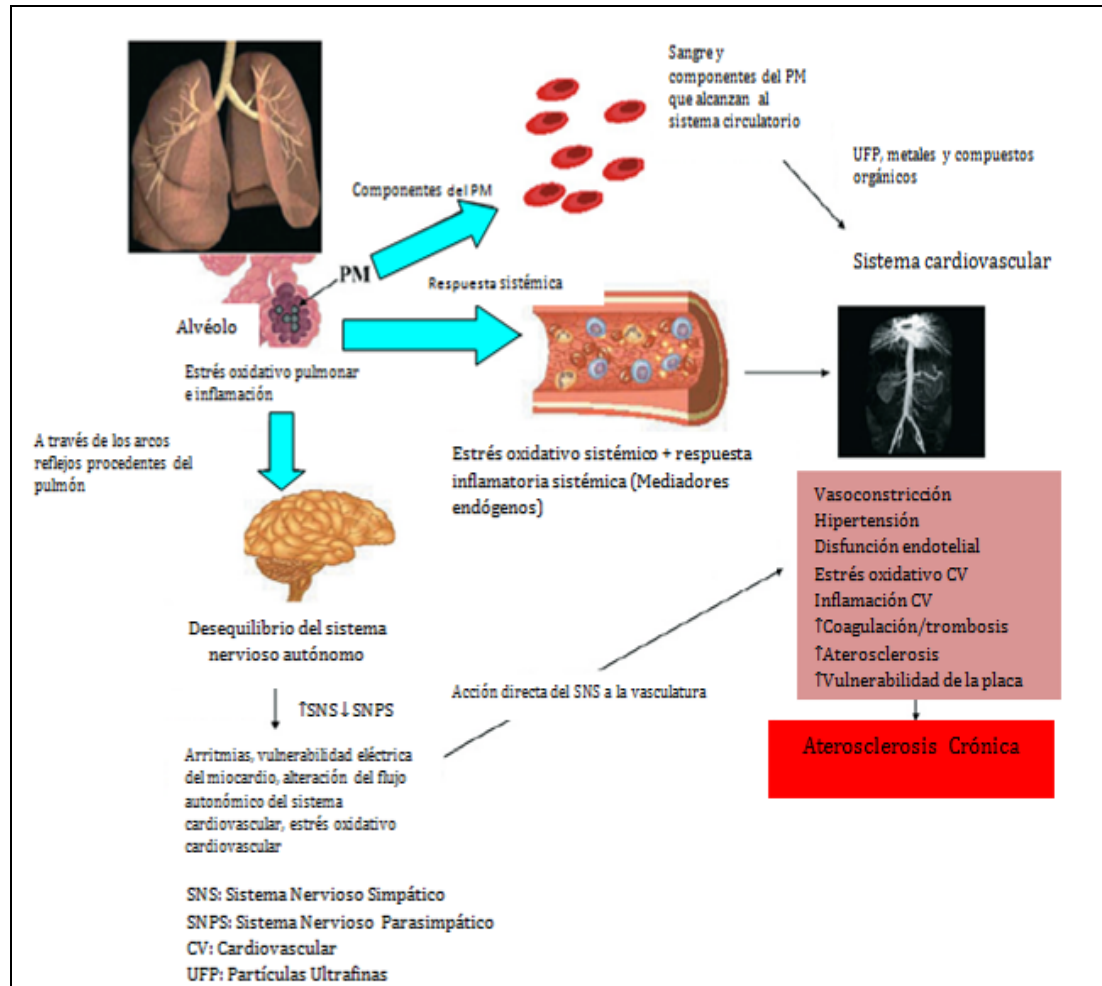 Sangre y
componentes del PM
que alcanzan al
sistema circulatorio
UFP, metales y compuestos
orgánicos
Componentes del PM
PM
Respuesta sistémica
Sistema cardiovascular
Alvéolo
Estrés oxidativo pulmonar
e inflamación
A través de los arcos
reflejos procedentes del
pulmón
Estrés oxidativo sistémico + respuesta
inflamatoria sistémica (Mediadores
endógenos)
Vasoconstricción
Hipertensión
Disfunción endotelial
Estrés oxidativo CV
Inflamación CV
↑Coagulación/trombosis
↑Aterosclerosis
↑Vulnerabilidad de la placa
Desequilibrio del sistema
nervioso autónomo
↑SNS↓SNPS
Acción directa del SNS a la vasculatura
Aterosclerosis Crónica
Arritmias, vulnerabilidad eléctrica
del miocardio, alteración del flujo
autonómico del sistema
cardiovascular, estrés oxidativo
cardiovascular
SNS: Sistema Nervioso Simpático
SNPS: Sistema Nervioso Parasimpático
CV: Cardiovascular
UFP: Partículas Ultrafinas